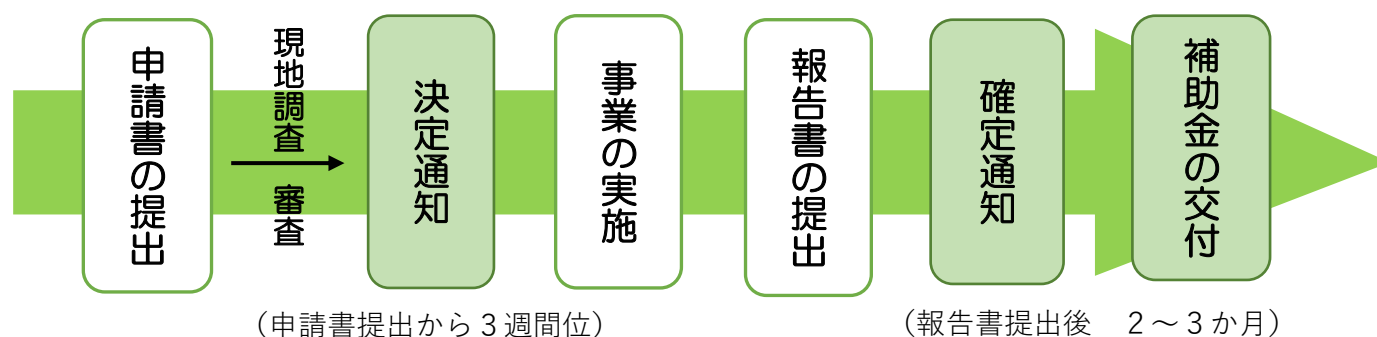 申請書の提出
現地調査
審査
決定通知
事業の実施
報告書の提出
確定通知
補助金の交付
（申請書提出から３週間位）
（報告書提出後　２～３か月）